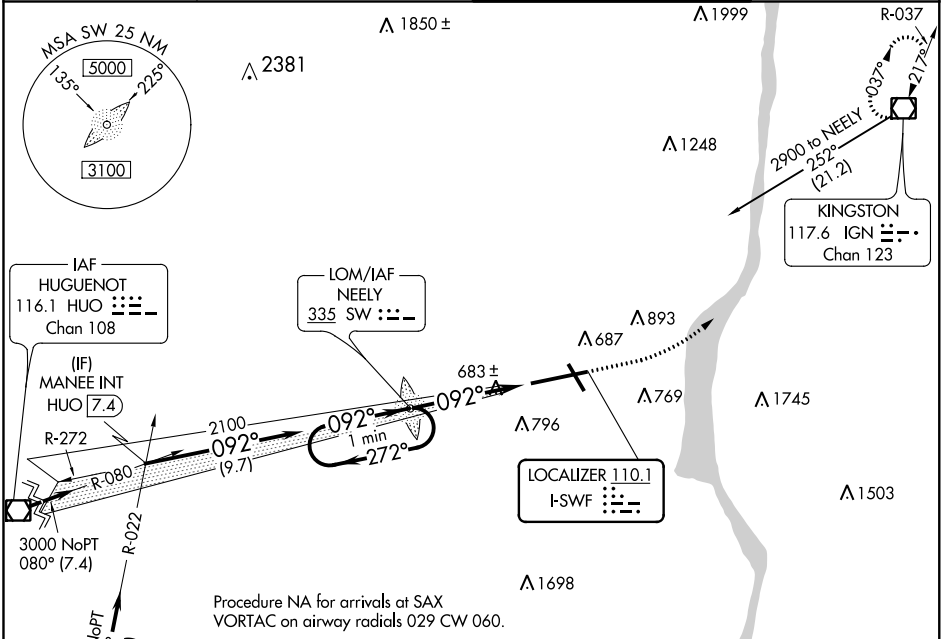 MSA SW 25 NM
135°
5000
225°
3100
1850 ±
2381
1999
R-037
037°
217°
1248
2900 to NEELY
252°
(21.2)
KINGSTON
117.6 IGN
Chan 123
IAF
HUGUENOT
116.1 HUO
Chan 108
LOM/IAF
NEELY
335 SW
(IF)
MANEE INT
HUO 7.4
893
687
683 ±
092°
092°
092°
2100
1 min
272°
(9.7)
R-272
R-080
769
1745
796
LOCALIZER 110.1
I-SWF
1503
3000 NoPT
080° (7.4)
R-022
1698
Procedure NA for arrivals at SAX
VORTAC on airway radials 029 CW 060.
NoPT